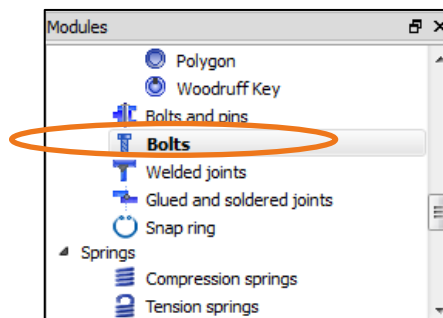 Modules
Polygon
Woodruff Key
Bolts and pins
Bolts
Welded joints
Glued and soldered joints
Snap ring
Springs
Compression springs
Tension springs